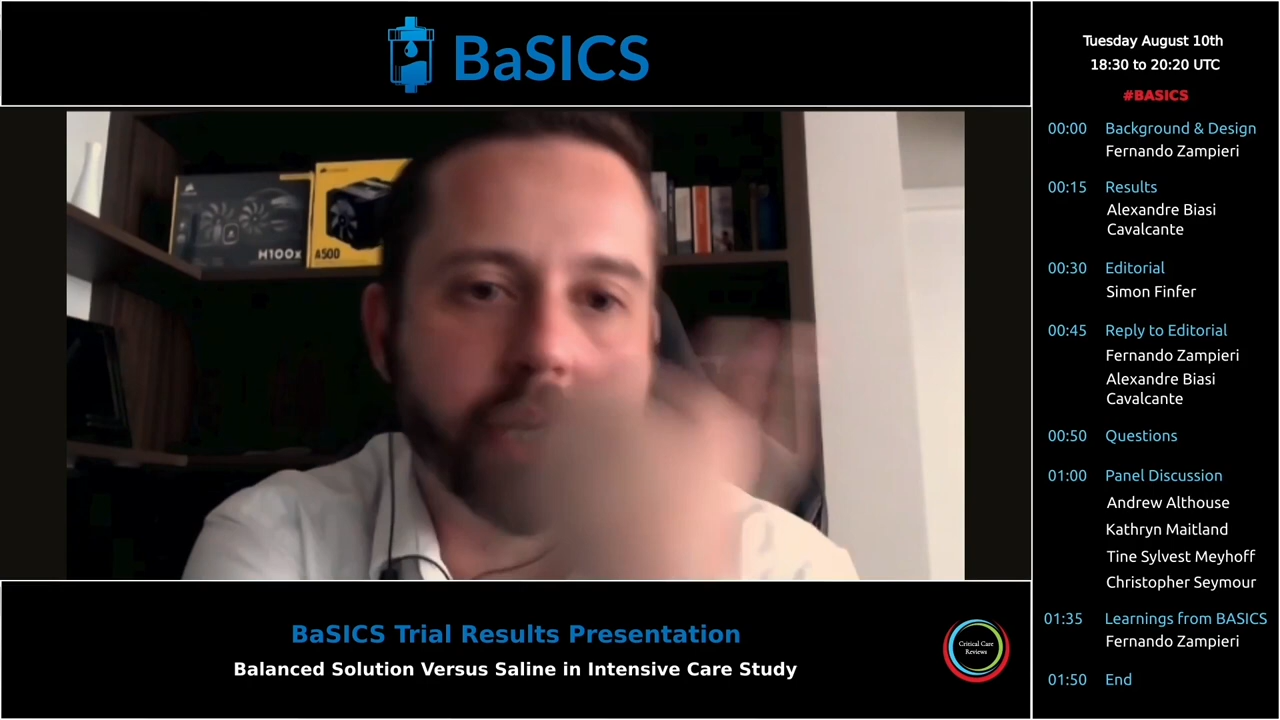 BaSICS
H100x
A500
BaSICS Trial Results Presentation
Balanced Solution Versus Saline in Intensive Care Study
Critical Care
Reviews
Tuesday August 10th
18:30 to 20:20 UTC
#BASICS
00:00 Background & Design
Fernando Zampieri
00:15 Results
Alexandre Biasi
Cavalcante
00:30 Editorial
Simon Finfer
00:45 Reply to Editorial
Fernando Zampieri
Alexandre Biasi
Cavalcante
00:50 Questions
01:00 Panel Discussion
Andrew Althouse
Kathryn Maitland
Tine Sylvest Meyhoff
Christopher Seymour
01:35 Learnings from BASICS
Fernando Zampieri
01:50 End